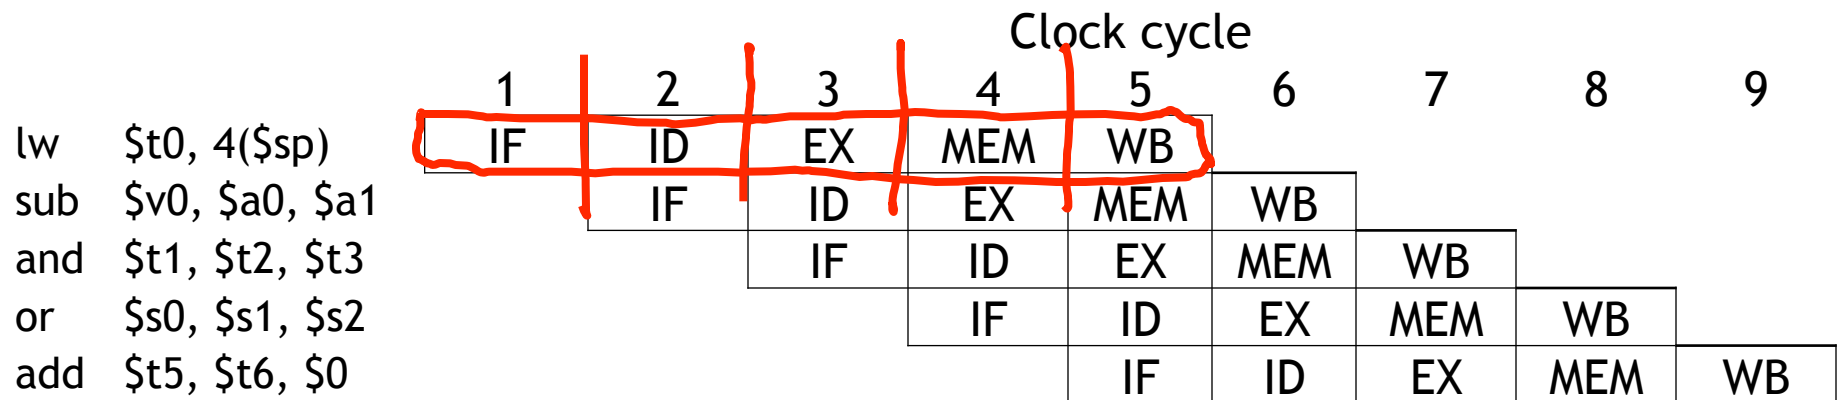 Clock cycle
1 2 3 4 5 6 7 8 9
lw $t0, 4($sp) IF ID EX MEM WB
sub $v0, $a0, $a1 IF ID EX MEM WB
and $t1, $t2, $t3 IF ID EX MEM WB
or $s0, $s1, $s2 IF ID EX MEM WB
add $t5, $t6, $0 IF ID EX MEM WB